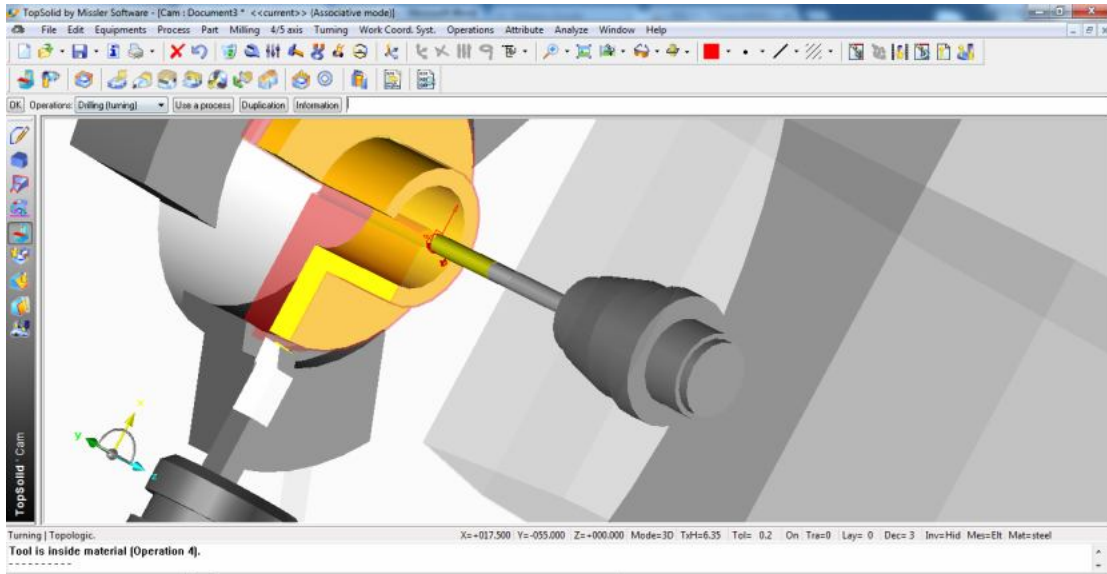 TopSolid by Missler Software - [Cam : Document3 *  <<current>> (Associative mode)]
File Edit Equipments Process Part Milling 4/5 axis Turning Work Coord. Syst. Operations Attribute Analyze Window Help
OK Operation= Drilling (turning) Use a process Duplication Information
y x z
TopSolid'Cam
Turning | Topologic. X=+017.500 Y=-055.000 Z=+000.000 Mode=3D TxH=6.35 Tol= 0.2 On Tra=0 Lay= 0 Dec= 3 Inv=Hid Mes=Elt Mat=steel
Tool is inside material (Operation 4).
----------